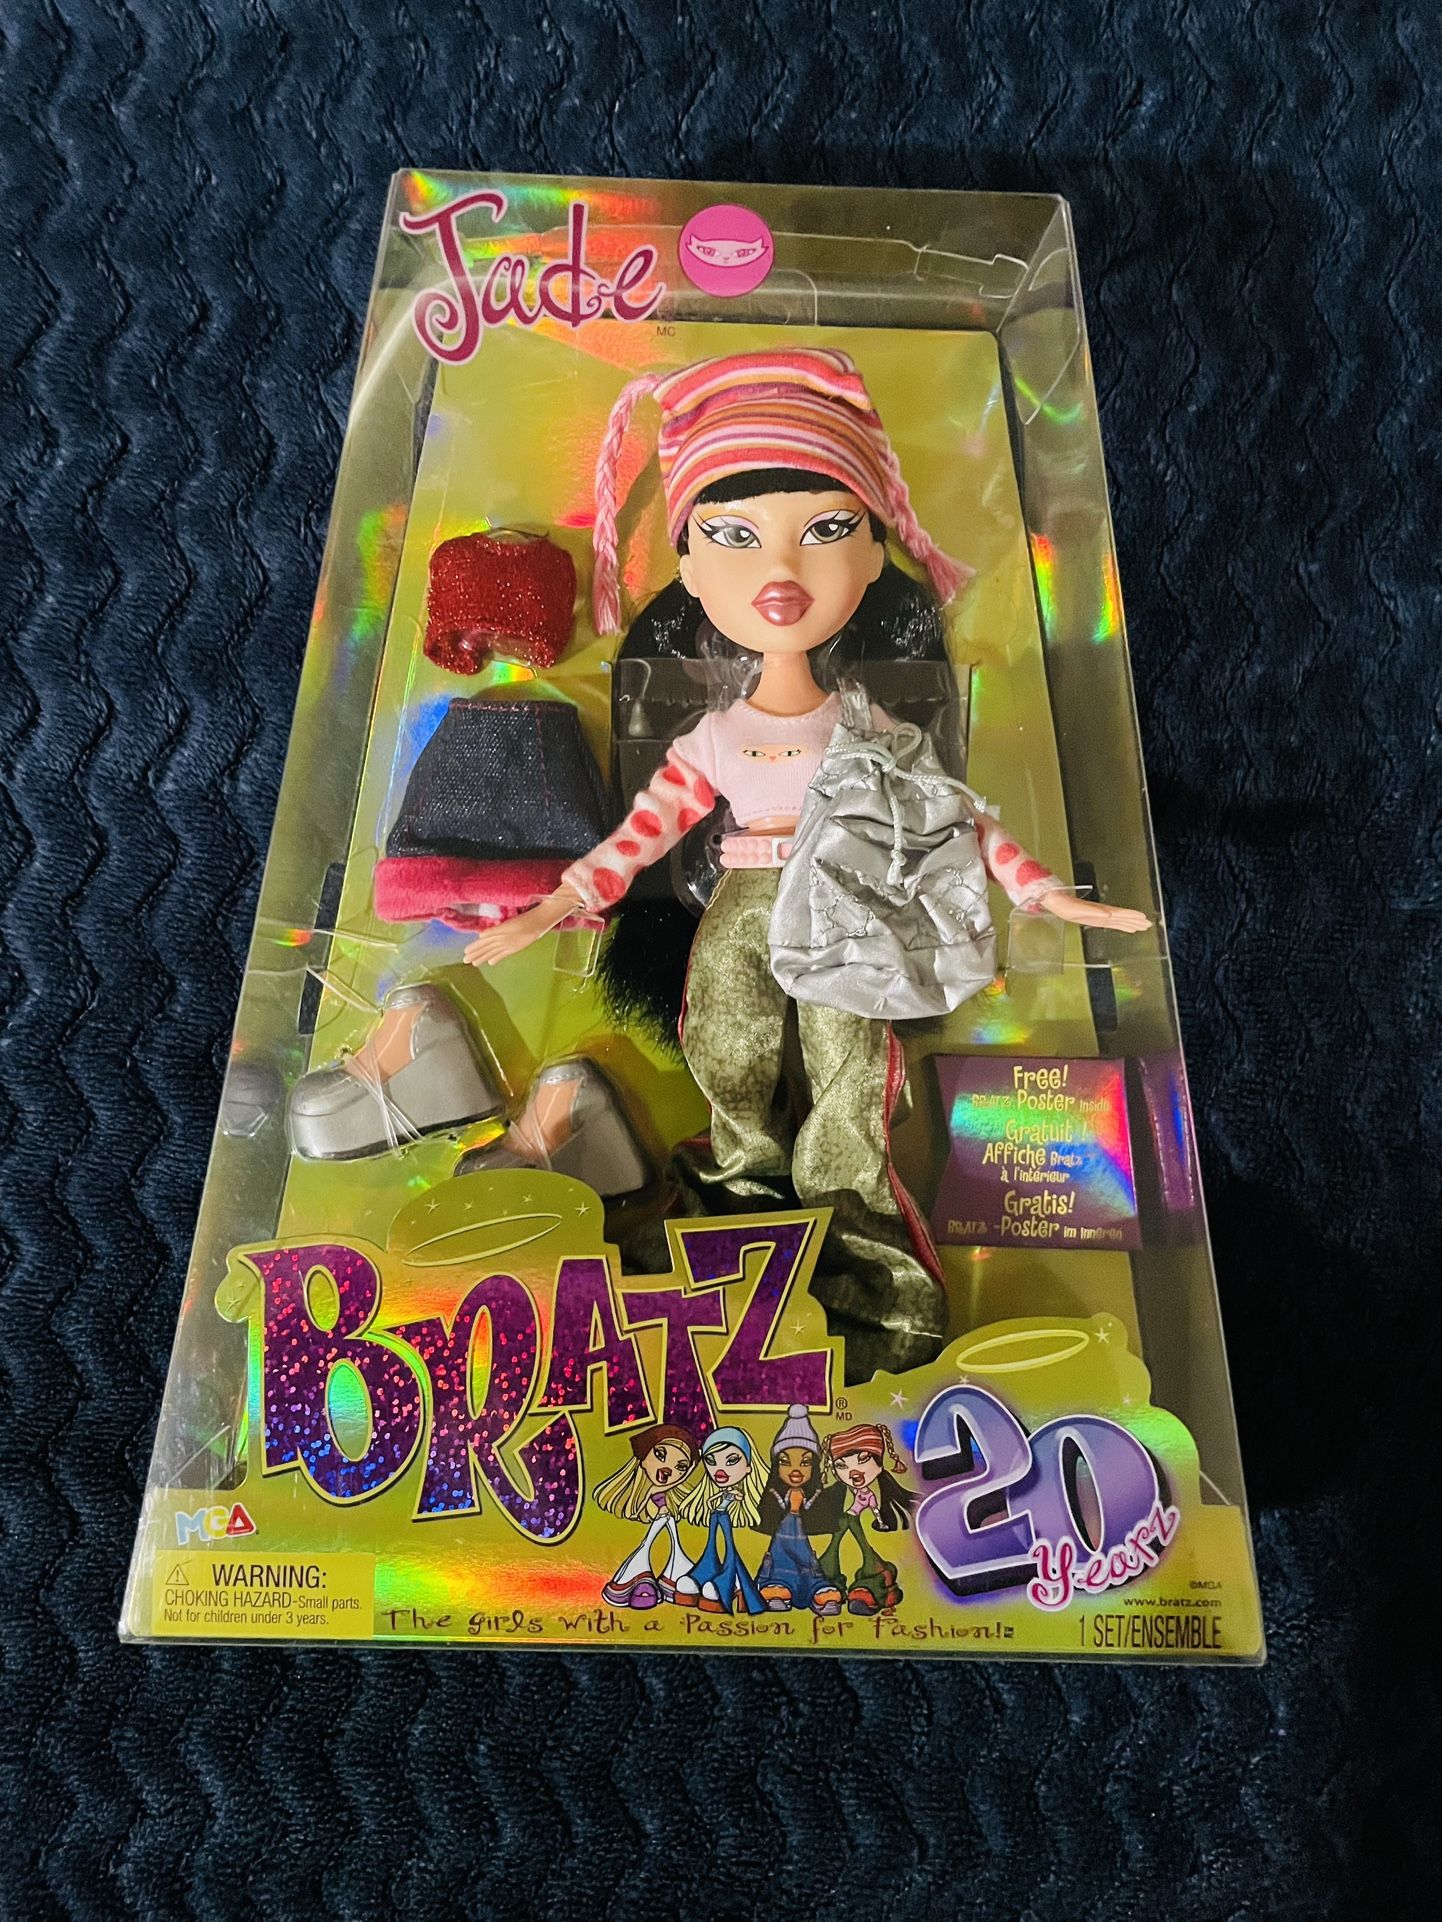 Jade
MC
Free!
BRATZ Poster Inside
Gratuit !
Affiche Bratz
à l'intérieur
Gratis!
BRATZ -Poster im Inneren
BRATZ
®
MD
20
Yearz
MGA
WARNING:
CHOKING HAZARD-Small parts.
Not for children under 3 years.
The girls with a Passion for Fashion!
©MGA
www.bratz.com
1 SET/ENSEMBLE